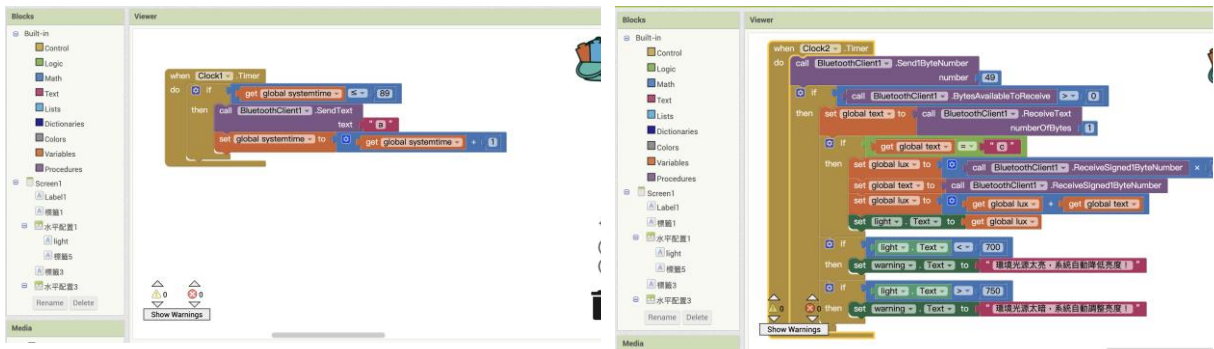 Blocks
Viewer
Built-in
Control
Logic
Math
Text
Lists
Dictionaries
Colors
Variables
Procedures
Screen1
Label1
標籤1
水平配置1
light
標籤5
標籤3
水平配置3
Rename Delete
Media
when Clock1 .Timer
do if get global systemtime ≤ 89
then call BluetoothClient1 .SendText
text "a"
set global systemtime to get global systemtime + 1
0 0
Show Warnings
Blocks
Viewer
Built-in
Control
Logic
Math
Text
Lists
Dictionaries
Colors
Variables
Procedures
Screen1
Label1
標籤1
水平配置1
light
標籤5
標籤3
水平配置3
Rename Delete
Media
when Clock2 .Timer
do call BluetoothClient1 .Send1ByteNumber
number 49
if call BluetoothClient1 .BytesAvailableToReceive > 0
then set global text to call BluetoothClient1 .ReceiveText
numberOfBytes 1
if get global text = "c"
then set global lux to call BluetoothClient1 .ReceiveSigned1ByteNumber ×
set global text to call BluetoothClient1 .ReceiveSigned1ByteNumber
set global lux to get global lux + get global text
set light . Text to get global lux
if light . Text < 700
then set warning . Text to "環境光源太亮，系統自動降低亮度！"
if light . Text > 750
then set warning . Text to "環境光源太暗，系統自動調整亮度！"
0 0
Show Warnings